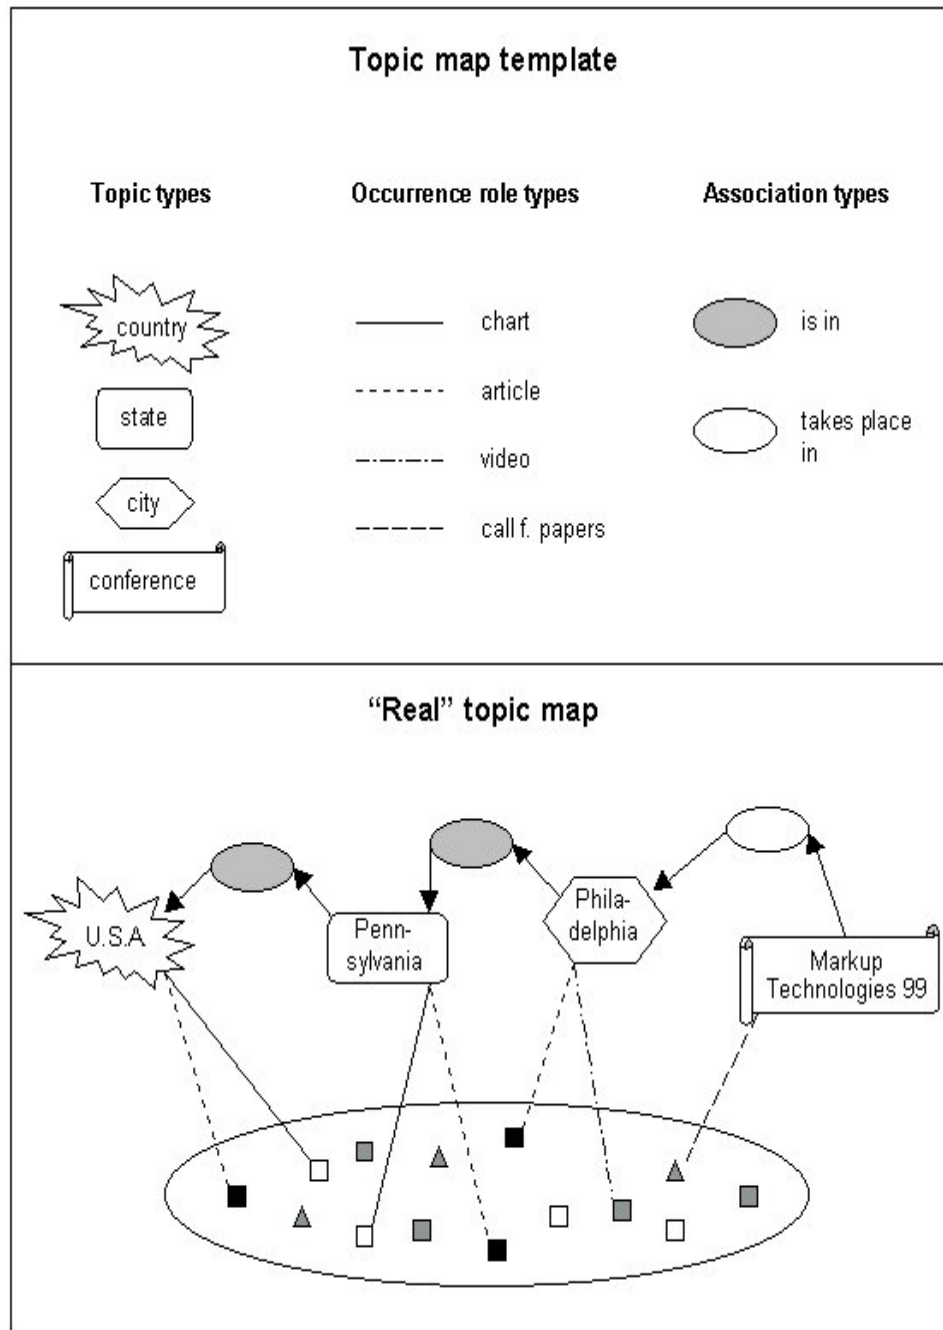 Topic map template
Topic types
Occurrence role types
Association types
country
chart
is in
state
article
takes place
in
city
video
conference
call f. papers
“Real” topic map
U.S.A.
Penn-
sylvania
Phila-
delphia
Markup
Technologies 99